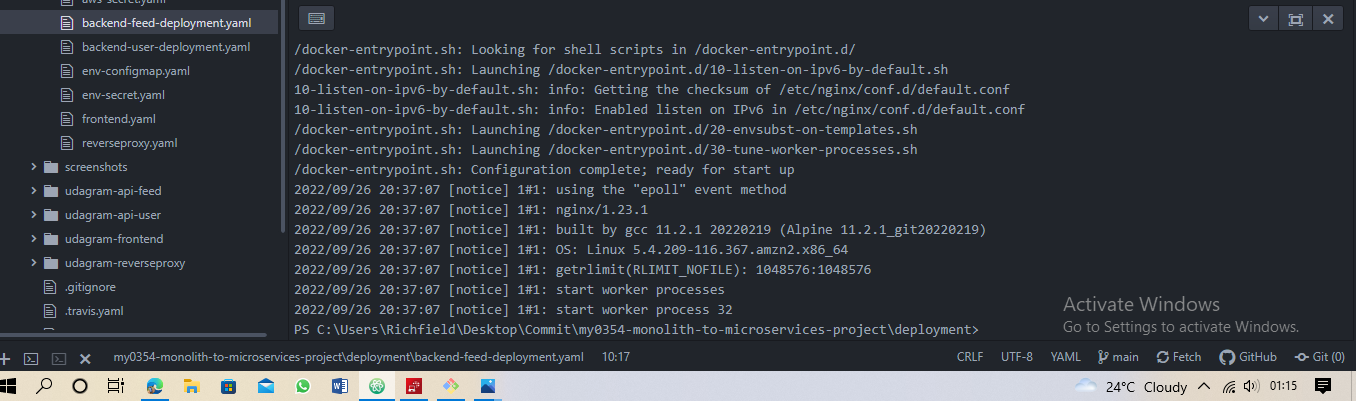 aws-secret.yaml
backend-feed-deployment.yaml
backend-user-deployment.yaml
env-configmap.yaml
env-secret.yaml
frontend.yaml
reverseproxy.yaml
screenshots
udagram-api-feed
udagram-api-user
udagram-frontend
udagram-reverseproxy
.gitignore
.travis.yaml
/docker-entrypoint.sh: Looking for shell scripts in /docker-entrypoint.d/
/docker-entrypoint.sh: Launching /docker-entrypoint.d/10-listen-on-ipv6-by-default.sh
10-listen-on-ipv6-by-default.sh: info: Getting the checksum of /etc/nginx/conf.d/default.conf
10-listen-on-ipv6-by-default.sh: info: Enabled listen on IPv6 in /etc/nginx/conf.d/default.conf
/docker-entrypoint.sh: Launching /docker-entrypoint.d/20-envsubst-on-templates.sh
/docker-entrypoint.sh: Launching /docker-entrypoint.d/30-tune-worker-processes.sh
/docker-entrypoint.sh: Configuration complete; ready for start up
2022/09/26 20:37:07 [notice] 1#1: using the "epoll" event method
2022/09/26 20:37:07 [notice] 1#1: nginx/1.23.1
2022/09/26 20:37:07 [notice] 1#1: built by gcc 11.2.1 20220219 (Alpine 11.2.1_git20220219)
2022/09/26 20:37:07 [notice] 1#1: OS: Linux 5.4.209-116.367.amzn2.x86_64
2022/09/26 20:37:07 [notice] 1#1: getrlimit(RLIMIT_NOFILE): 1048576:1048576
2022/09/26 20:37:07 [notice] 1#1: start worker processes
2022/09/26 20:37:07 [notice] 1#1: start worker process 32
PS C:\Users\Richfield\Desktop\Commit\my0354-monolith-to-microservices-project\deployment>
Activate Windows
Go to Settings to activate Windows.
my0354-monolith-to-microservices-project\deployment\backend-feed-deployment.yaml 10:17 CRLF UTF-8 YAML main Fetch GitHub Git (0)
24°C Cloudy 01:15